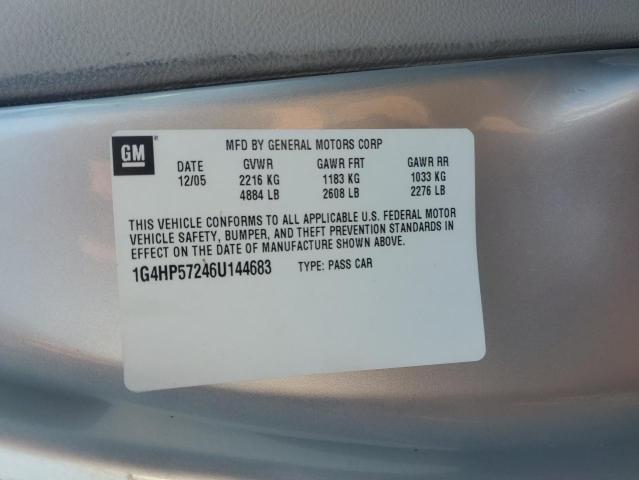 GM
MFD BY GENERAL MOTORS CORP
DATE GVWR GAWR FRT GAWR RR
12/05 2216 KG 1183 KG 1033 KG
4884 LB 2608 LB 2276 LB
THIS VEHICLE CONFORMS TO ALL APPLICABLE U.S. FEDERAL MOTOR
VEHICLE SAFETY, BUMPER, AND THEFT PREVENTION STANDARDS IN
EFFECT ON THE DATE OF MANUFACTURE SHOWN ABOVE.
1G4HP57246U144683 TYPE: PASS CAR